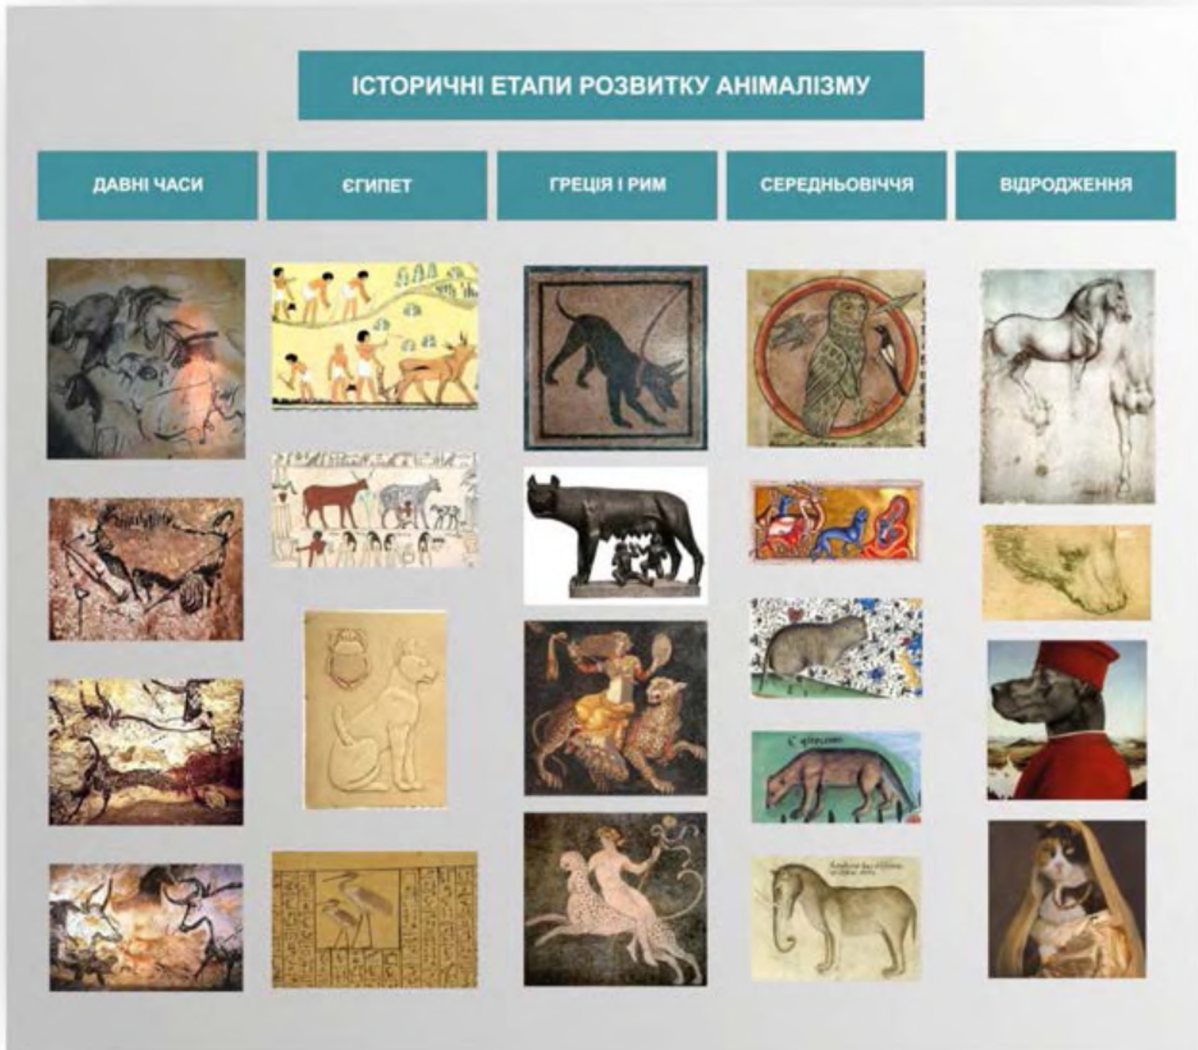 ІСТОРИЧНІ ЕТАПИ РОЗВИТКУ АНІМАЛІЗМУ
ДАВНІ ЧАСИ
ЄГИПЕТ
ГРЕЦІЯ І РИМ
СЕРЕДНЬОВІЧЧЯ
ВІДРОДЖЕННЯ